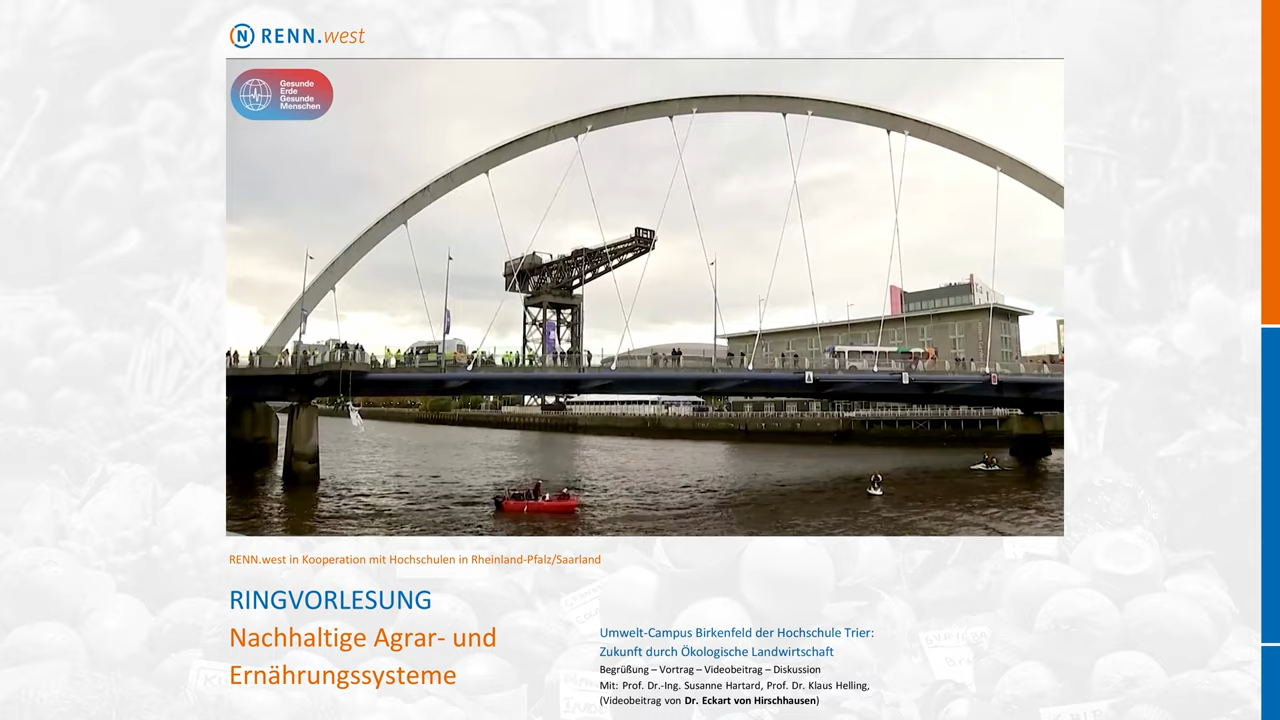 RENN.west
Gesunde
Erde
Gesunde
Menschen
RENN.west in Kooperation mit Hochschulen in Rheinland-Pfalz/Saarland
RINGVORLESUNG
Nachhaltige Agrar- und
Ernährungssysteme
Umwelt-Campus Birkenfeld der Hochschule Trier:
Zukunft durch Ökologische Landwirtschaft
Begrüßung – Vortrag – Videobeitrag – Diskussion
Mit: Prof. Dr.-Ing. Susanne Hartard, Prof. Dr. Klaus Helling,
(Videobeitrag von Dr. Eckart von Hirschhausen)